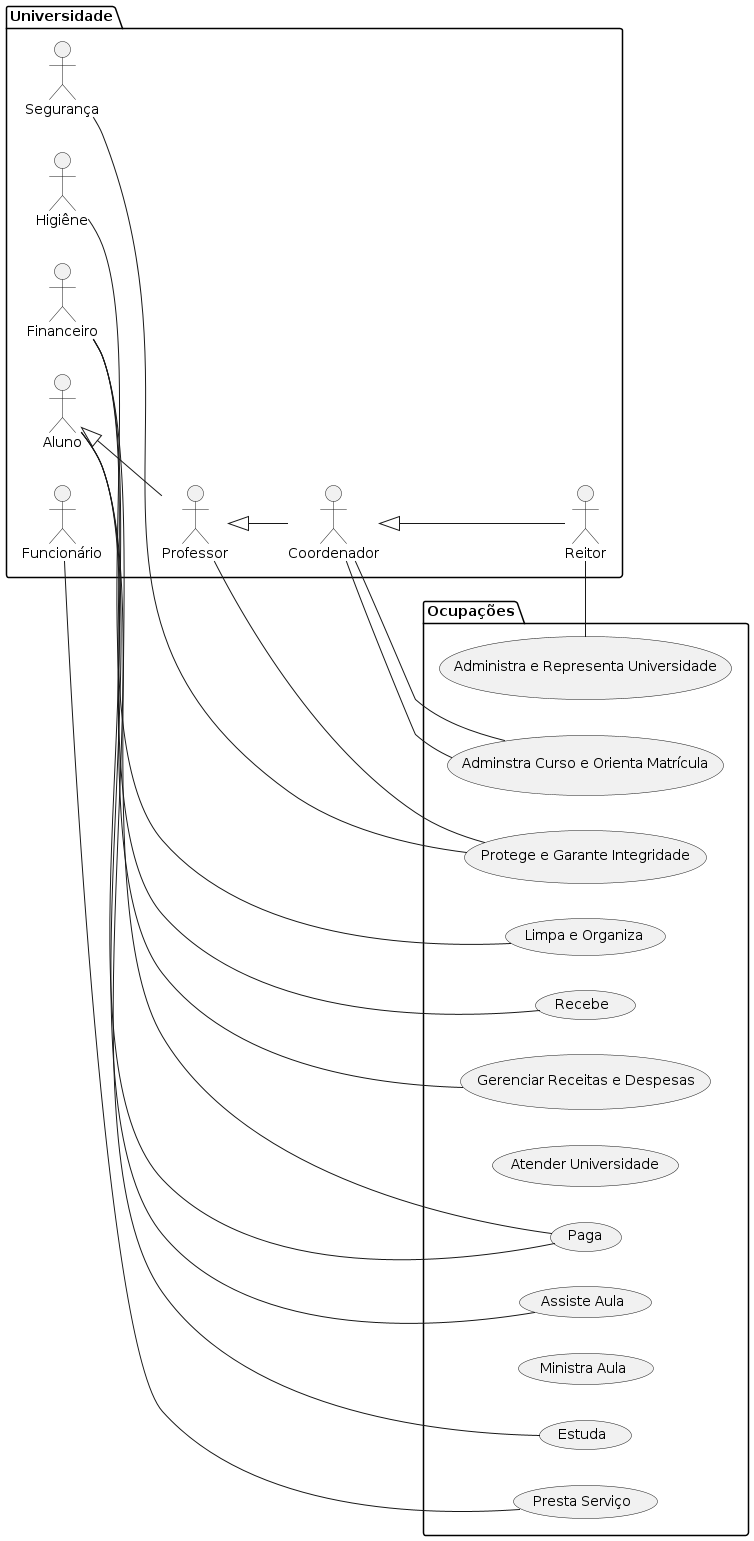 Universidade
Segurança
Higiêne
Financeiro
Aluno
Funcionário
Professor
Coordenador
Reitor
Ocupações
Administra e Representa Universidade
Adminstra Curso e Orienta Matrícula
Protege e Garante Integridade
Limpa e Organiza
Recebe
Gerenciar Receitas e Despesas
Atender Universidade
Paga
Assiste Aula
Ministra Aula
Estuda
Presta Serviço